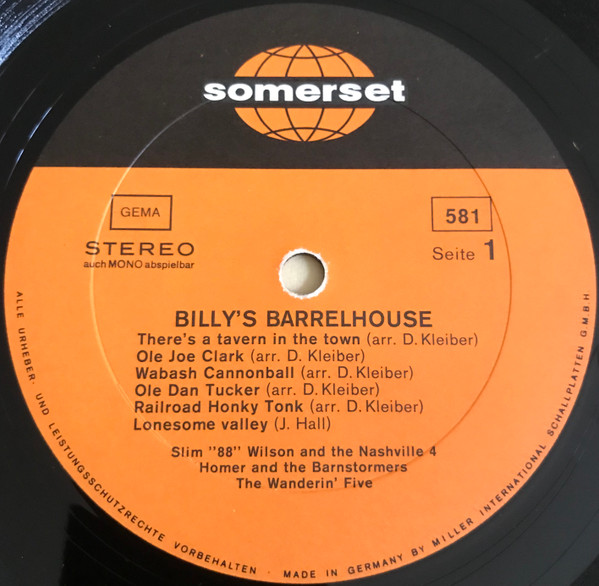 somerset
GEMA
581
STEREO
auch MONO abspielbar
Seite 1
BILLY'S BARRELHOUSE
There's a tavern in the town (arr. D. Kleiber)
Ole Joe Clark (arr. D. Kleiber)
Wabash Cannonball (arr. D. Kleiber)
Ole Dan Tucker (arr. D. Kleiber)
Railroad Honky Tonk (arr. D. Kleiber)
Lonesome valley (J. Hall)
Slim "88" Wilson and the Nashville 4
Homer and the Barnstormers
The Wanderin' Five
ALLE URHEBER- UND LEISTUNGSSCHUTZRECHTE VORBEHALTEN · MADE IN GERMANY BY MILLER INTERNATIONAL SCHALLPLATTEN GMBH